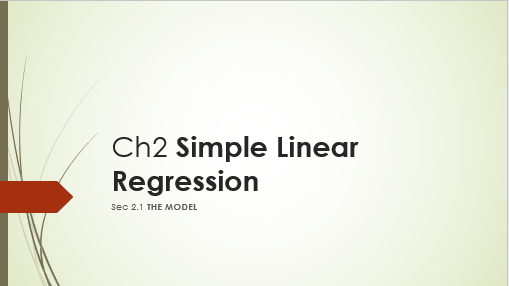 Ch2 Simple Linear
Regression
Sec 2.1 THE MODEL